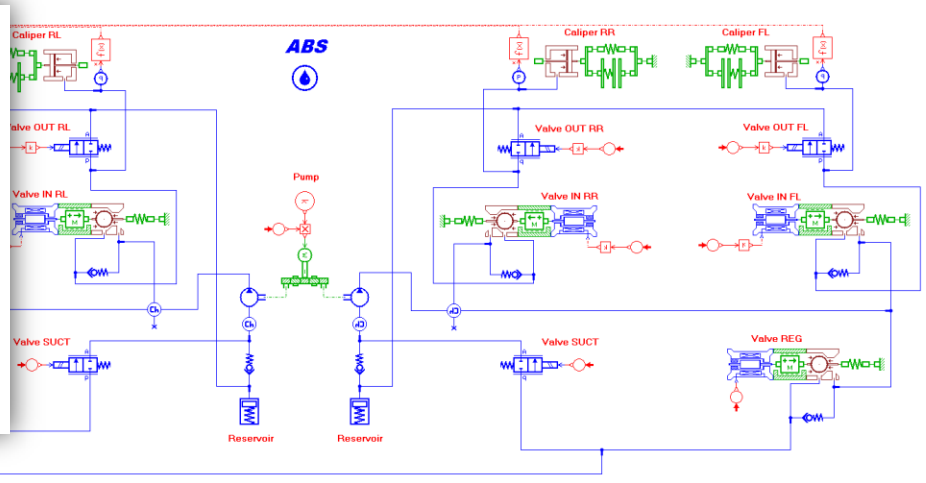 ABS
Caliper RL
Caliper RR
Caliper FL
Valve OUT RL
Valve OUT RR
Valve OUT FL
Pump
Valve IN RL
Valve IN RR
Valve IN FL
Valve SUCT
Valve SUCT
Valve REG
Reservoir
Reservoir